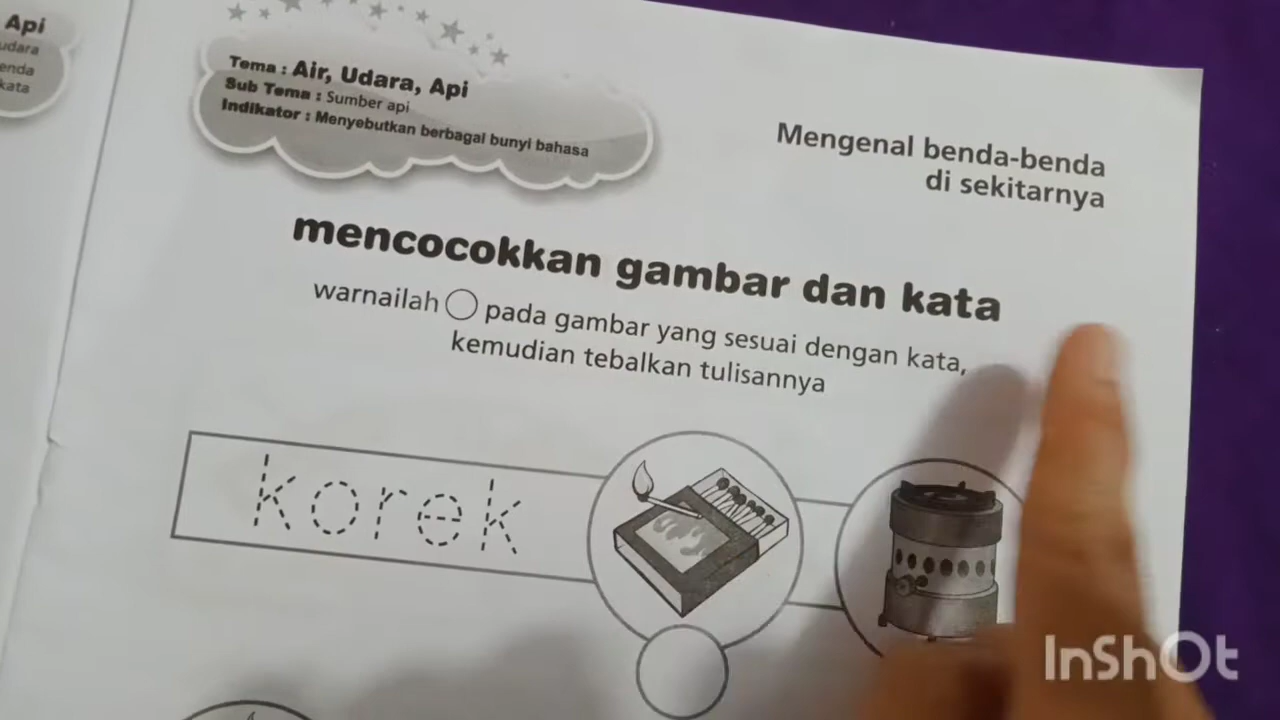 Api
udara
enda
kata
Tema : Air, Udara, Api
Sub Tema : Sumber api
Indikator : Menyebutkan berbagai bunyi bahasa
Mengenal benda-benda
di sekitarnya
mencocokkan gambar dan kata
warnailah pada gambar yang sesuai dengan kata,
kemudian tebalkan tulisannya
korek
InShOt